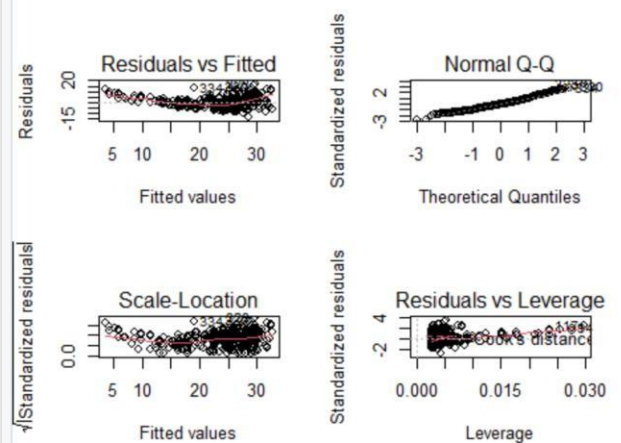 Residuals vs Fitted
Residuals
20
-15
334
5 10 20 30
Fitted values
Normal Q-Q
Standardized residuals
2
-3
-3 -1 0 1 2 3
Theoretical Quantiles
Scale-Location
√|Standardized residuals|
0.0
334
5 10 20 30
Fitted values
Residuals vs Leverage
Standardized residuals
4
-2
Cook's distance
0.000 0.015 0.030
Leverage